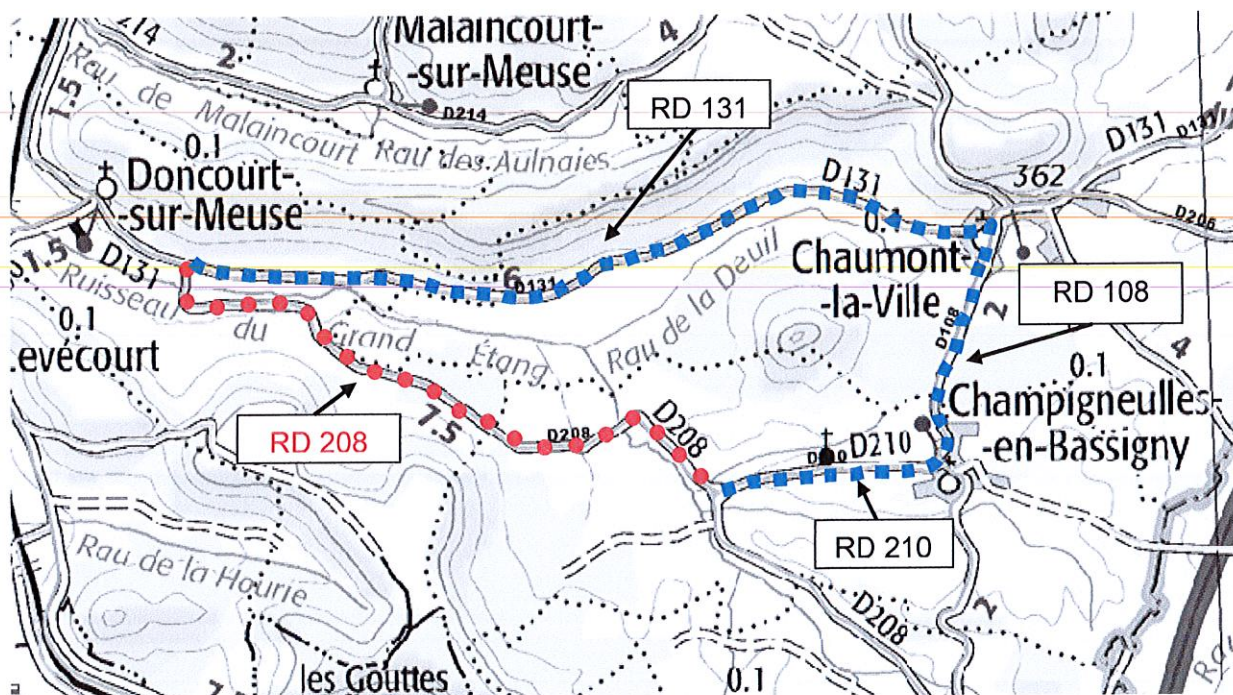 Malaincourt-
-sur-Meuse
214
2
4
1.5
D214
RD 131
Rau de Malaincourt
Rau des Aulnaies
0.1
Doncourt-
-sur-Meuse
D131
D131
D131
362
D206
1.5
D131
Ruisseau du Grand Étang
6
D131
0.1
Chaumont-
-la-Ville
Rau de la Deuil
RD 108
D108
2
0.1
Levécourt
4
0.1
Champigneulles-
-en-Bassigny
RD 208
7.5
D208
D208
D210
RD 210
Rau de la Hourie
D208
2
les Gouttes
0.1